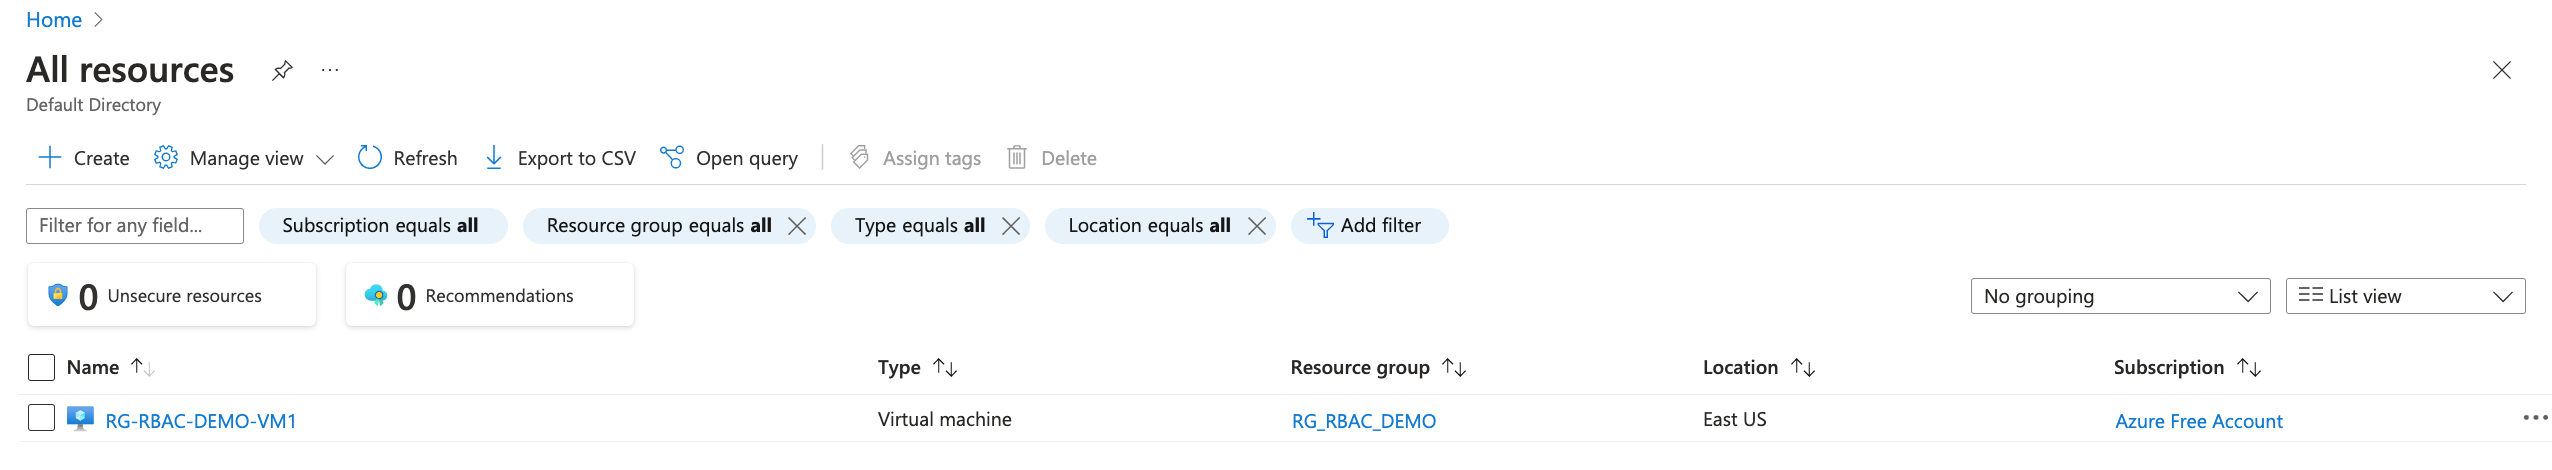 Home
All resources
Default Directory
Create Manage view Refresh Export to CSV Open query Assign tags Delete
Filter for any field... Subscription equals all Resource group equals all Type equals all Location equals all Add filter
0 Unsecure resources 0 Recommendations No grouping List view
Name Type Resource group Location Subscription
RG-RBAC-DEMO-VM1 Virtual machine RG_RBAC_DEMO East US Azure Free Account